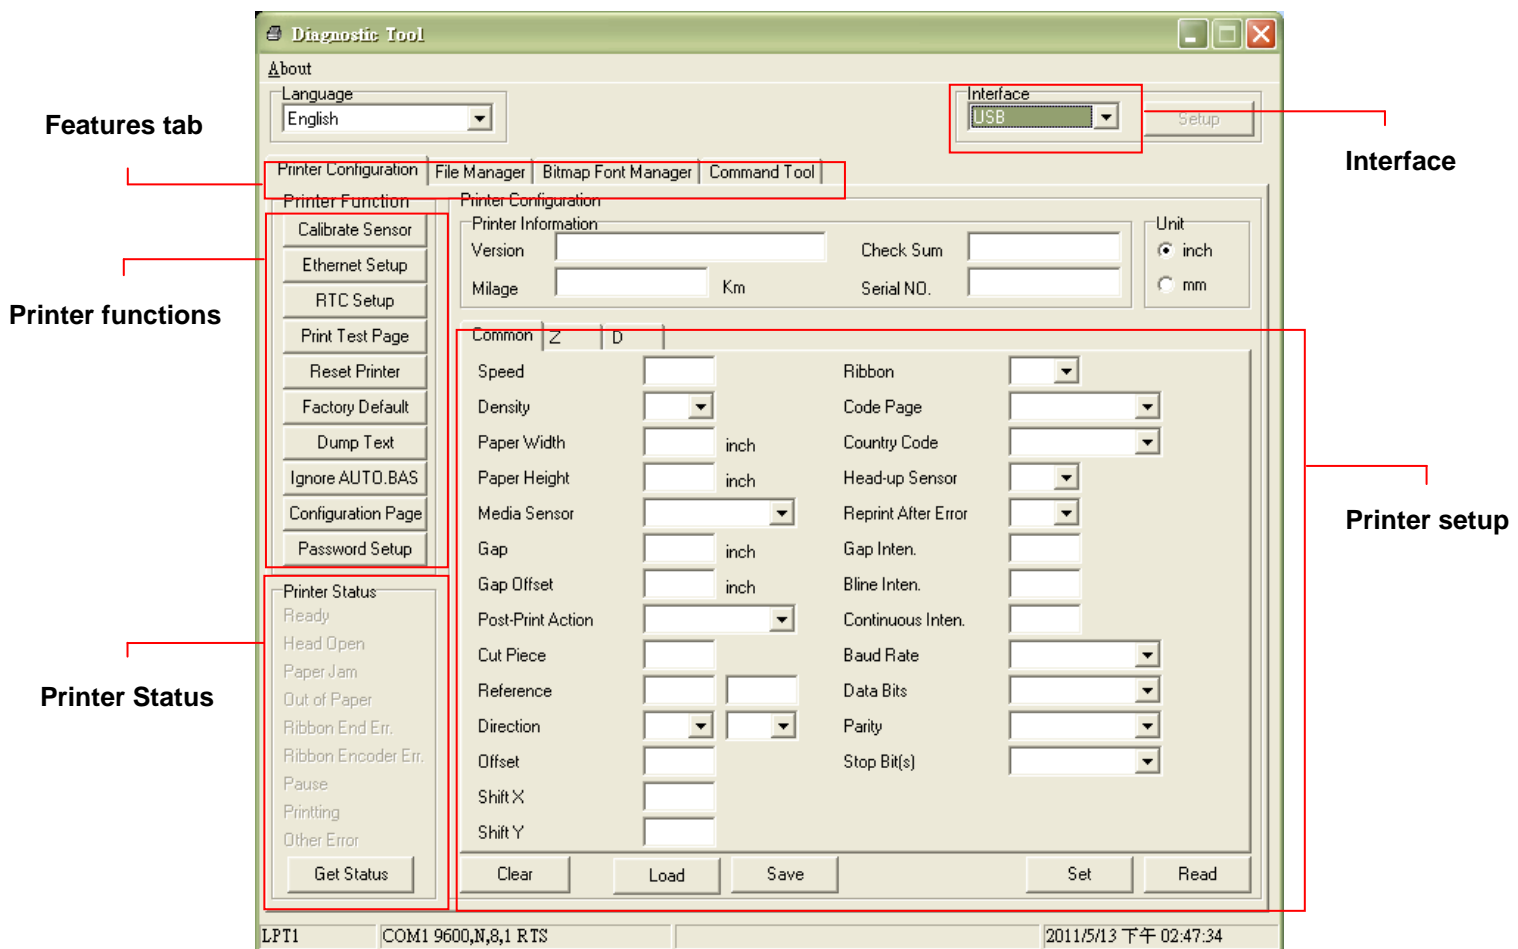 Diagnostic Tool
About
Language
English
Interface
USB
Setup
Features tab
Interface
Printer Configuration
File Manager
Bitmap Font Manager
Command Tool
Printer Function
Calibrate Sensor
Ethernet Setup
RTC Setup
Print Test Page
Reset Printer
Factory Default
Dump Text
Ignore AUTO.BAS
Configuration Page
Password Setup
Printer functions
Printer Configuration
Printer Information
Version
Check Sum
Milage
Km
Serial NO.
Unit
inch
mm
Common
Z
D
Speed
Ribbon
Density
Code Page
Paper Width
inch
Country Code
Paper Height
inch
Head-up Sensor
Media Sensor
Reprint After Error
Gap
inch
Gap Inten.
Gap Offset
inch
Bline Inten.
Post-Print Action
Continuous Inten.
Cut Piece
Baud Rate
Reference
Data Bits
Direction
Parity
Offset
Stop Bit(s)
Shift X
Shift Y
Clear
Load
Save
Set
Read
Printer setup
Printer Status
Ready
Head Open
Paper Jam
Out of Paper
Ribbon End Err.
Ribbon Encoder Err.
Pause
Printting
Other Error
Get Status
Printer Status
LPT1
COM1 9600,N,8,1 RTS
2011/5/13 下午 02:47:34